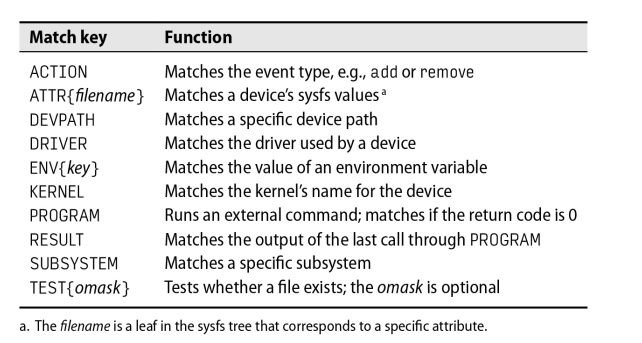 Match key Function
ACTION Matches the event type, e.g., add or remove
ATTR{filename} Matches a device's sysfs values a
DEVPATH Matches a specific device path
DRIVER Matches the driver used by a device
ENV{key} Matches the value of an environment variable
KERNEL Matches the kernel's name for the device
PROGRAM Runs an external command; matches if the return code is 0
RESULT Matches the output of the last call through PROGRAM
SUBSYSTEM Matches a specific subsystem
TEST{omask} Tests whether a file exists; the omask is optional
a. The filename is a leaf in the sysfs tree that corresponds to a specific attribute.